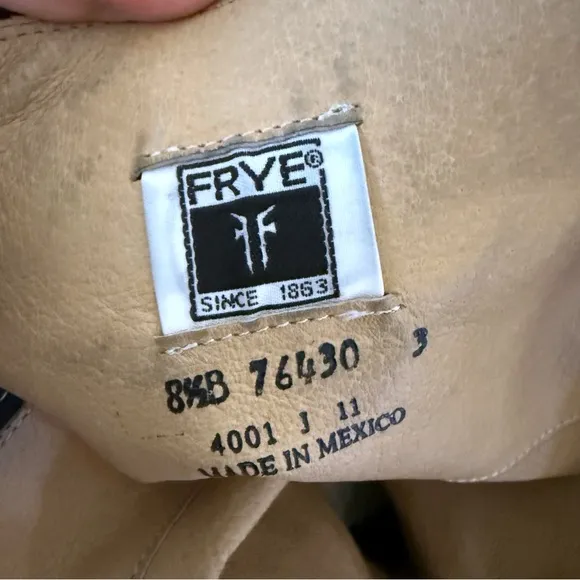 FRYE®
SINCE 1863
8½B 76430 3
4001 J 11
MADE IN MEXICO